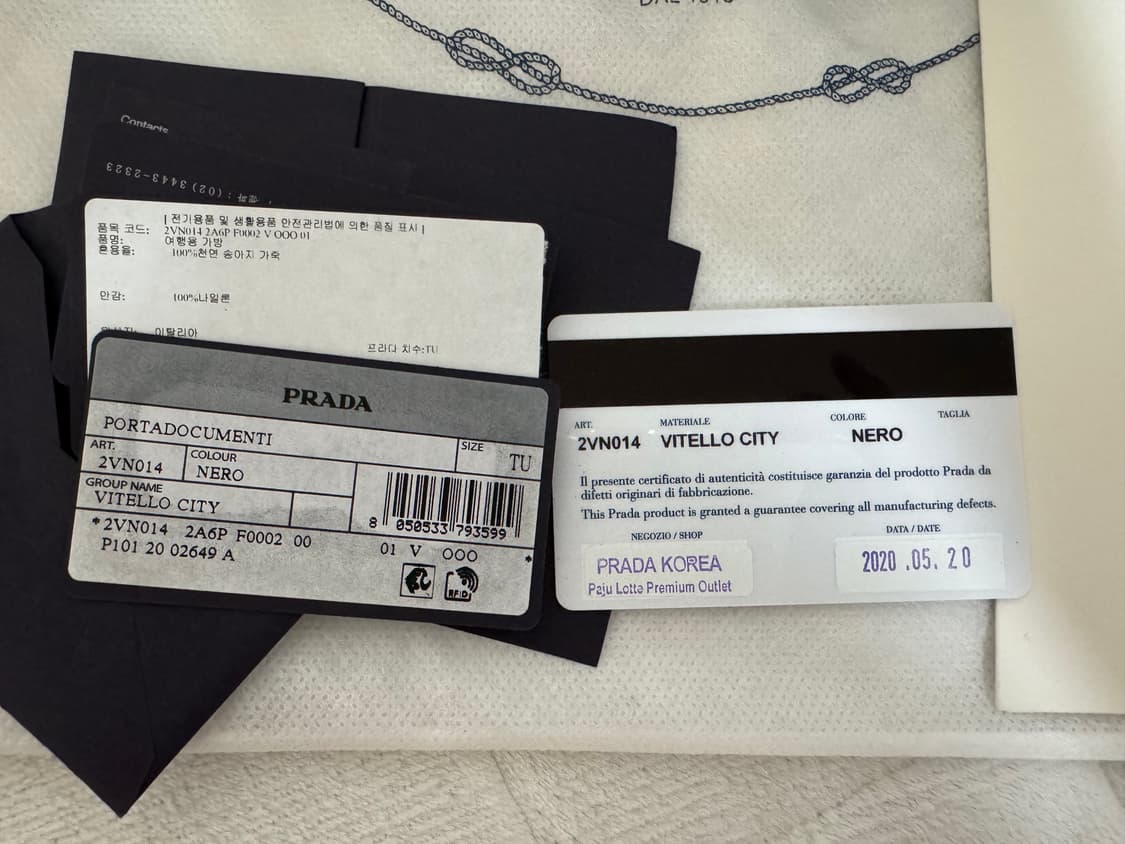 Contacts
전화 : (02) 3443-2323
[ 전기용품 및 생활용품 안전관리법에 의한 품질 표시 ]
품목 코드: 2VN014 2A6P F0002 V OOO 01
품명: 여행용 가방
혼용율: 100%천연 송아지 가죽
안감: 100%나일론
이탈리아
프라다 치수:TU
PRADA
PORTADOCUMENTI
SIZE TU
ART. 2VN014
COLOUR NERO
GROUP NAME
VITELLO CITY
8 050533 793599
*2VN014 2A6P F0002 00 01 V OOO *
P101 20 02649 A
RFiD
ART. MATERIALE COLORE TAGLIA
2VN014 VITELLO CITY NERO
Il presente certificato di autenticità costituisce garanzia del prodotto Prada da
difetti originari di fabbricazione.
This Prada product is granted a guarantee covering all manufacturing defects.
NEGOZIO / SHOP DATA / DATE
PRADA KOREA
Paju Lotte Premium Outlet
2020 .05. 20